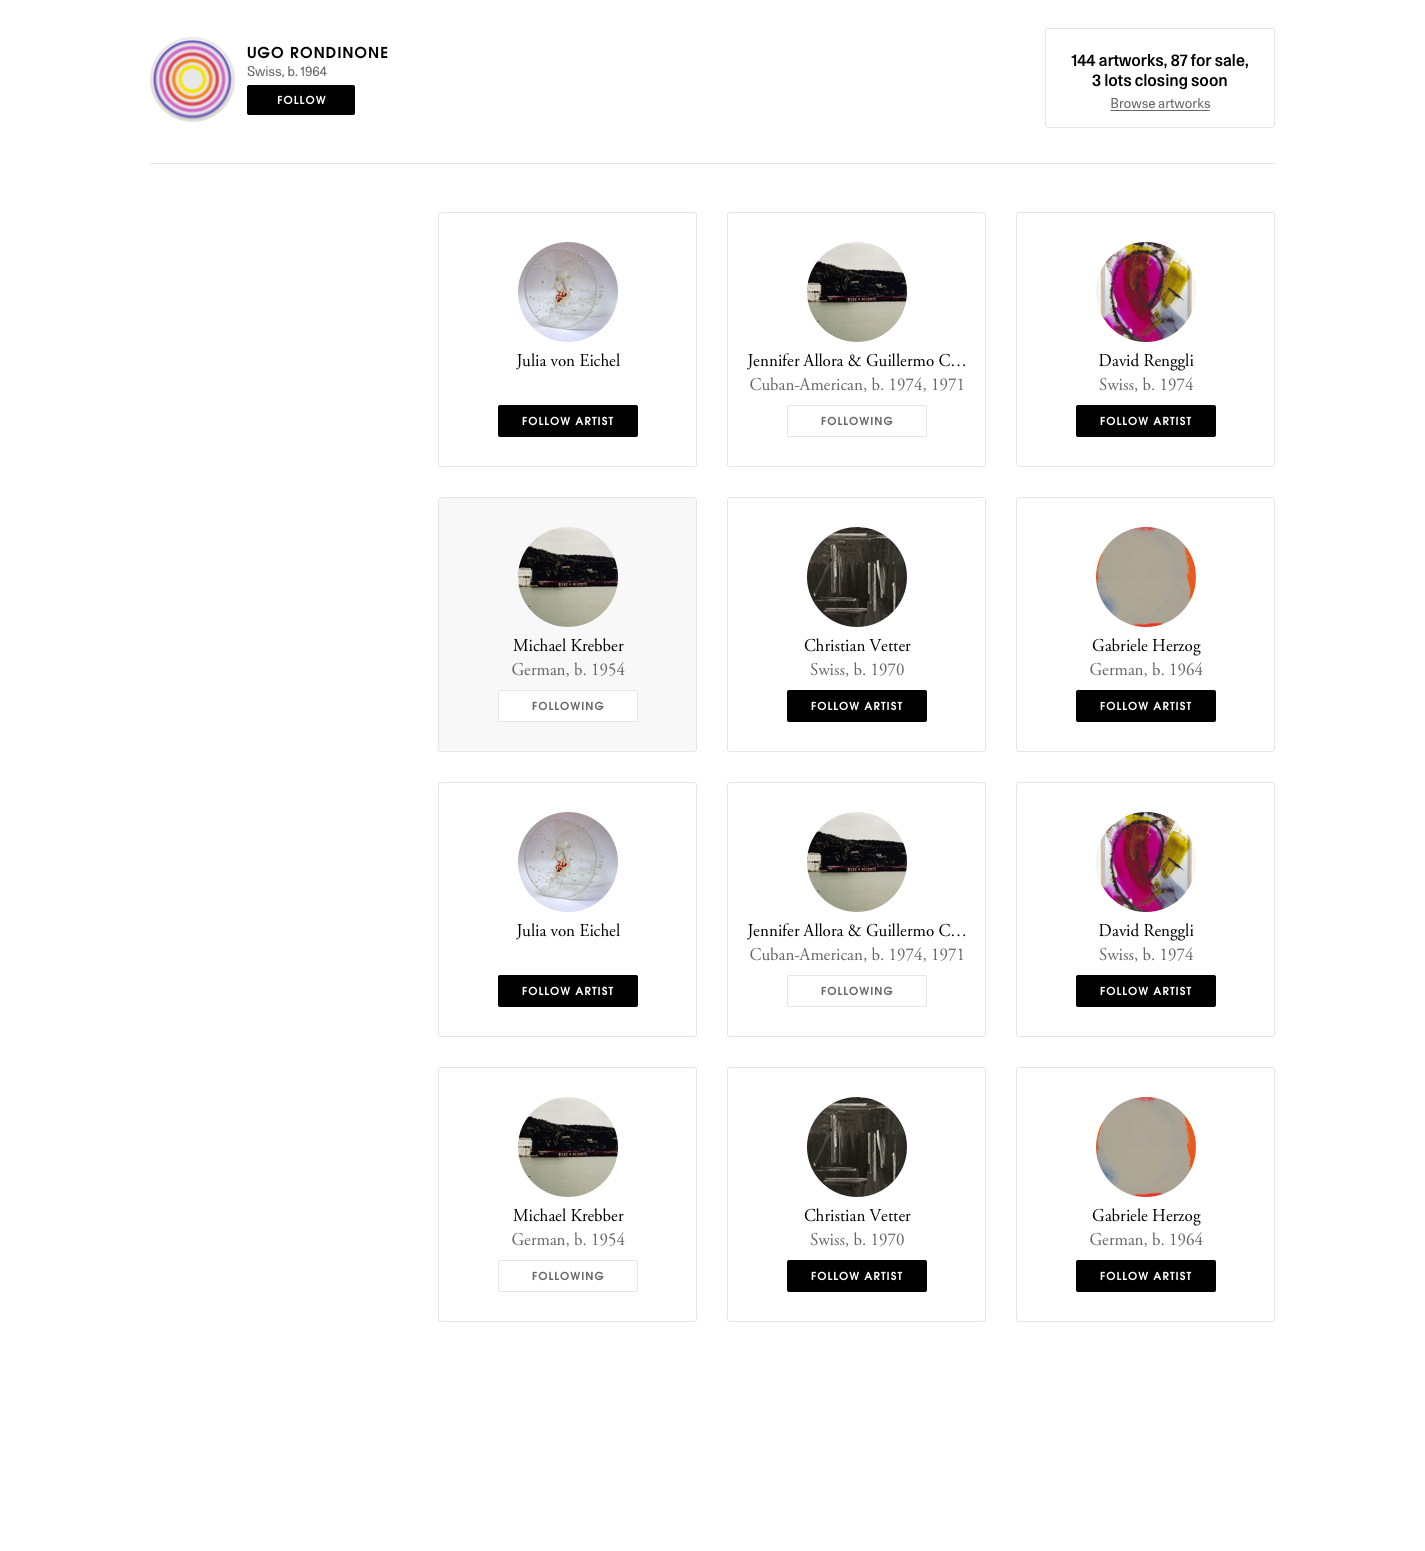 UGO RONDINONE
Swiss, b. 1964
FOLLOW
144 artworks, 87 for sale,
3 lots closing soon
Browse artworks
Julia von Eichel
FOLLOW ARTIST
Jennifer Allora & Guillermo C…
Cuban-American, b. 1974, 1971
FOLLOWING
David Renggli
Swiss, b. 1974
FOLLOW ARTIST
Michael Krebber
German, b. 1954
FOLLOWING
Christian Vetter
Swiss, b. 1970
FOLLOW ARTIST
Gabriele Herzog
German, b. 1964
FOLLOW ARTIST
Julia von Eichel
FOLLOW ARTIST
Jennifer Allora & Guillermo C…
Cuban-American, b. 1974, 1971
FOLLOWING
David Renggli
Swiss, b. 1974
FOLLOW ARTIST
Michael Krebber
German, b. 1954
FOLLOWING
Christian Vetter
Swiss, b. 1970
FOLLOW ARTIST
Gabriele Herzog
German, b. 1964
FOLLOW ARTIST